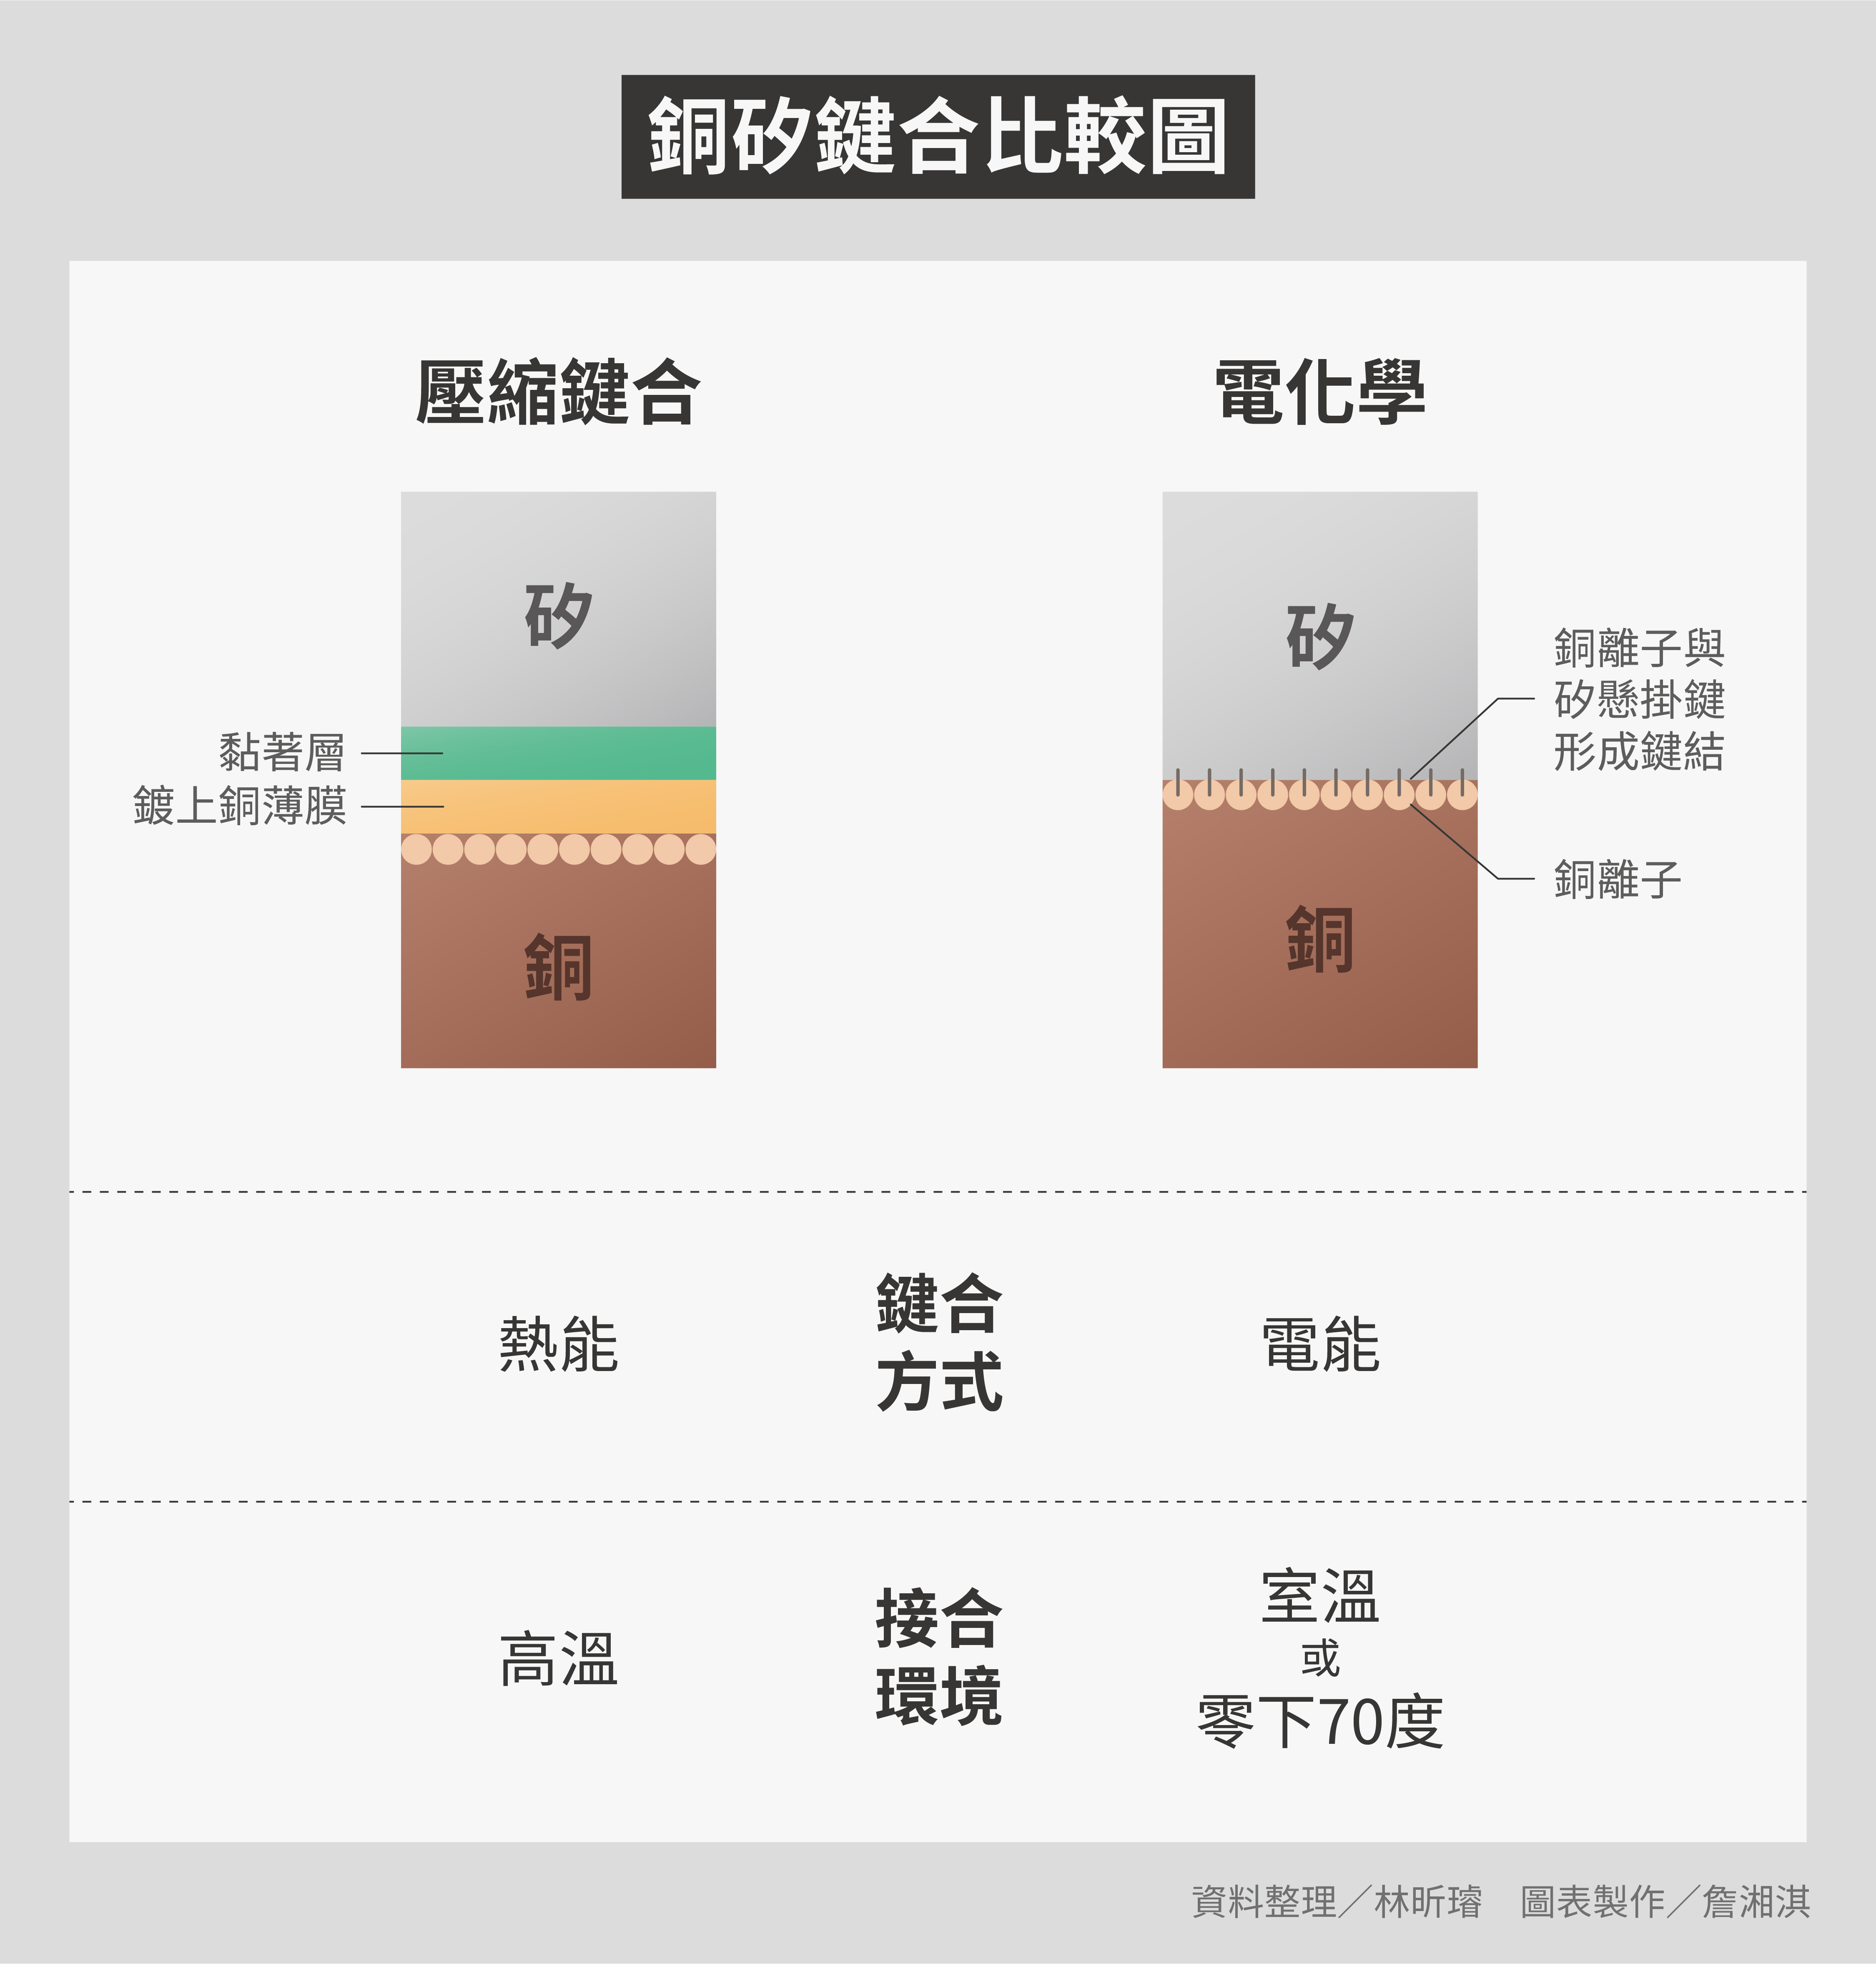 銅矽鍵合比較圖
壓縮鍵合
電化學
矽
黏著層
鍍上銅薄膜
銅
矽
銅離子與
矽懸掛鍵
形成鍵結
銅離子
銅
熱能
鍵合
方式
電能
高溫
接合
環境
室溫
或
零下70度
資料整理／林昕璿　圖表製作／詹湘淇